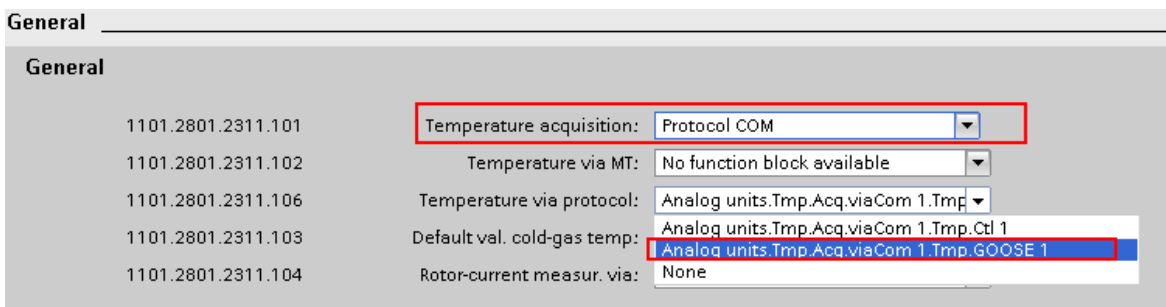 General
General
1101.2801.2311.101 Temperature acquisition: Protocol COM
1101.2801.2311.102 Temperature via MT: No function block available
1101.2801.2311.106 Temperature via protocol: Analog units.Tmp.Acq.viaCom 1.Tmp
Analog units.Tmp.Acq.viaCom 1.Tmp.Ctl 1
1101.2801.2311.103 Default val. cold-gas temp: Analog units.Tmp.Acq.viaCom 1.Tmp.GOOSE 1
1101.2801.2311.104 Rotor-current measur. via: None